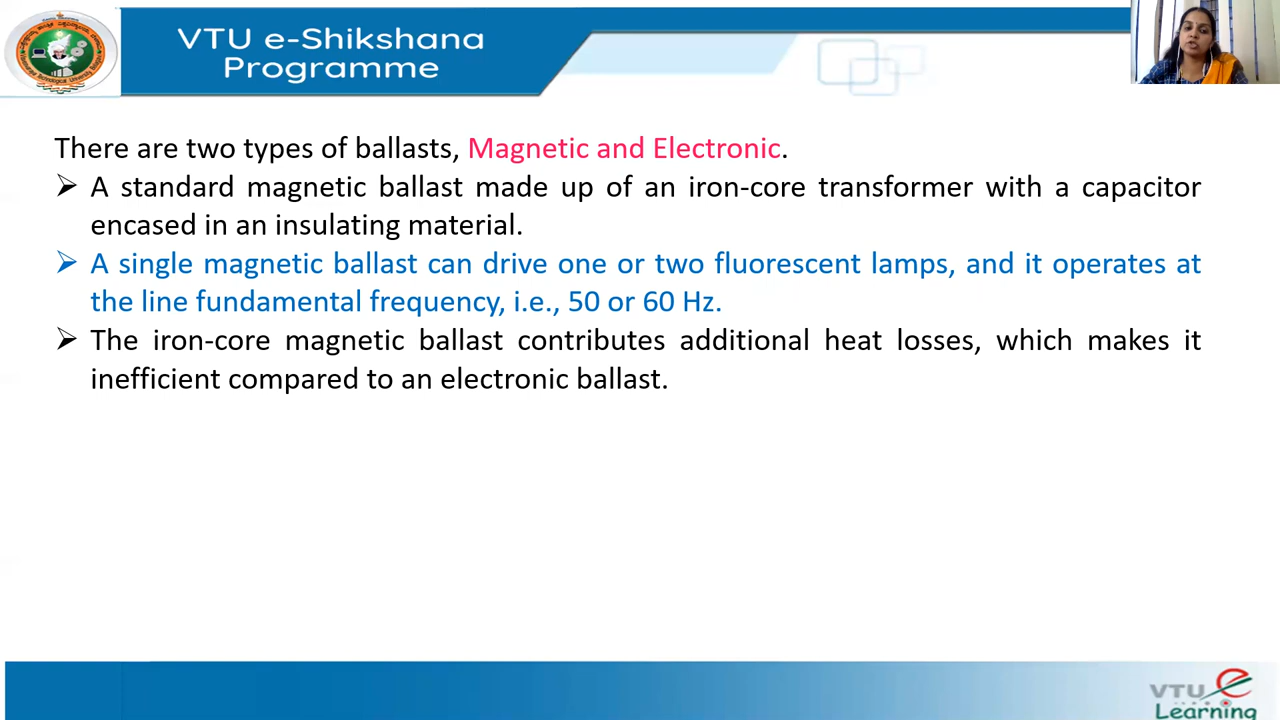 VTU e-Shikshana
Programme
There are two types of ballasts, Magnetic and Electronic.
➢ A standard magnetic ballast made up of an iron-core transformer with a capacitor
encased in an insulating material.
➢ A single magnetic ballast can drive one or two fluorescent lamps, and it operates at
the line fundamental frequency, i.e., 50 or 60 Hz.
➢ The iron-core magnetic ballast contributes additional heat losses, which makes it
inefficient compared to an electronic ballast.
VTU e
Learning